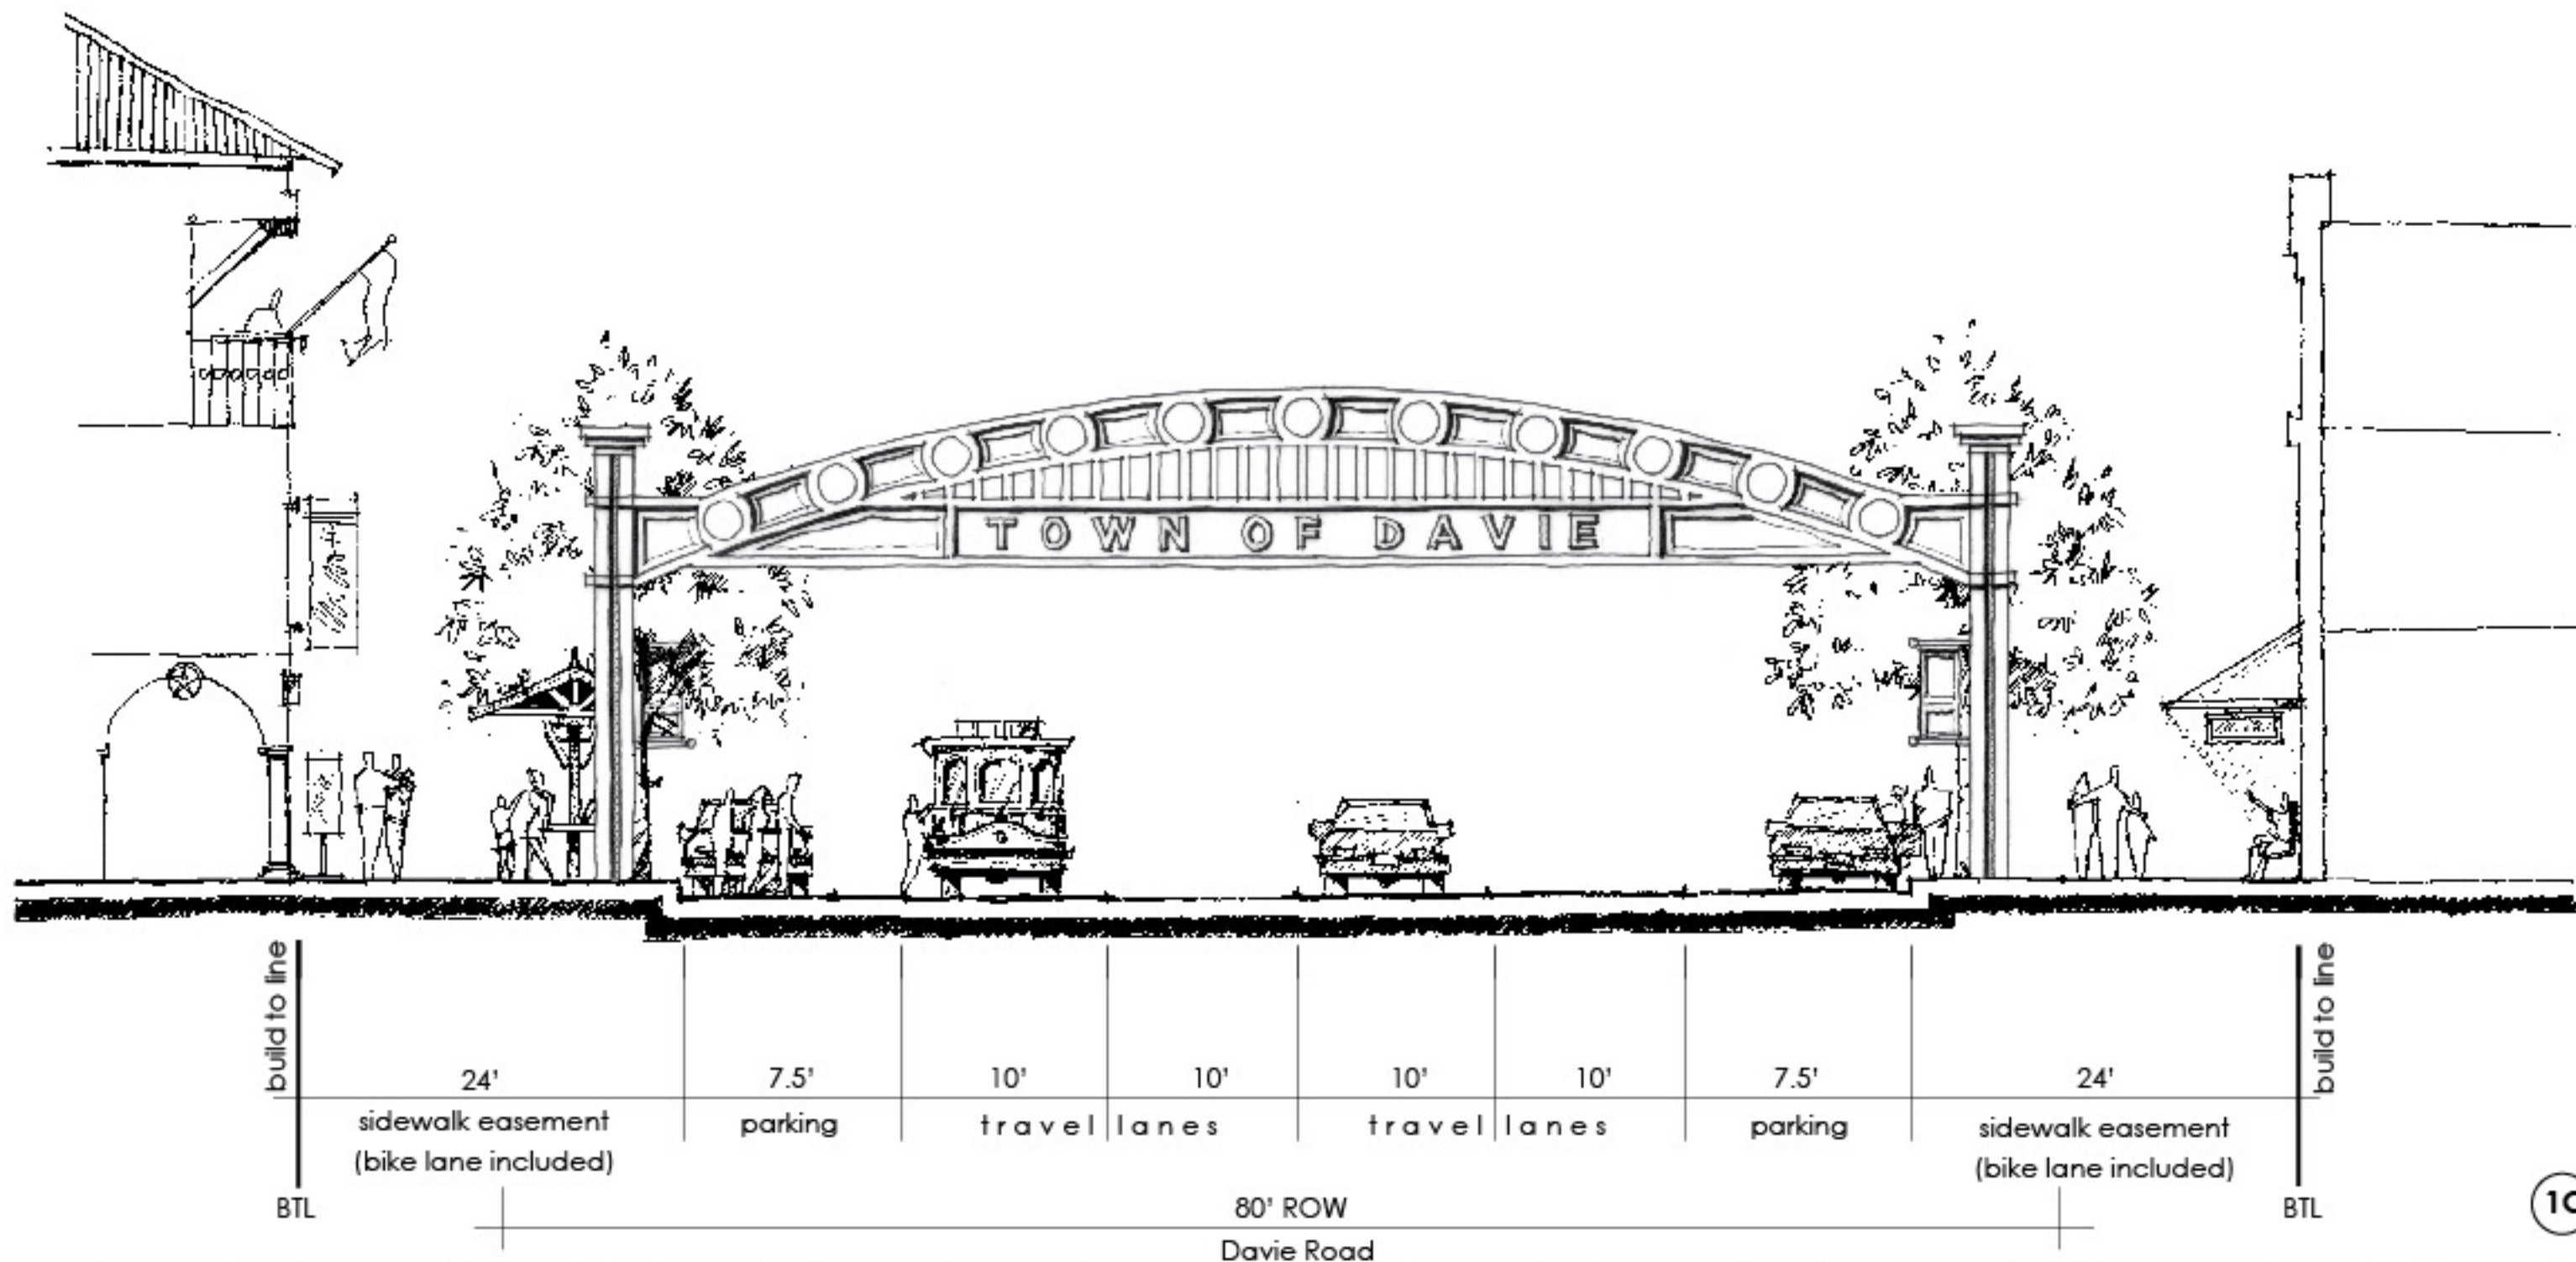 TOWN OF DAVIE
build to line
build to line
24'
7.5'
10'
10'
10'
10'
7.5'
24'
sidewalk easement
(bike lane included)
parking
travel lanes
travel lanes
parking
sidewalk easement
(bike lane included)
BTL
80' ROW
BTL
Davie Road